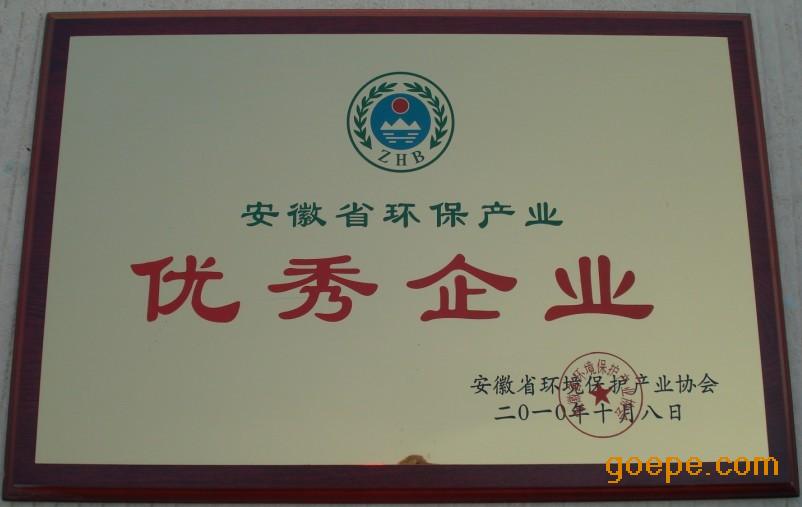 ZHB
安徽省环保产业
优秀企业
安徽省环境保护产业协会
二〇一〇年十月八日
goepe.com